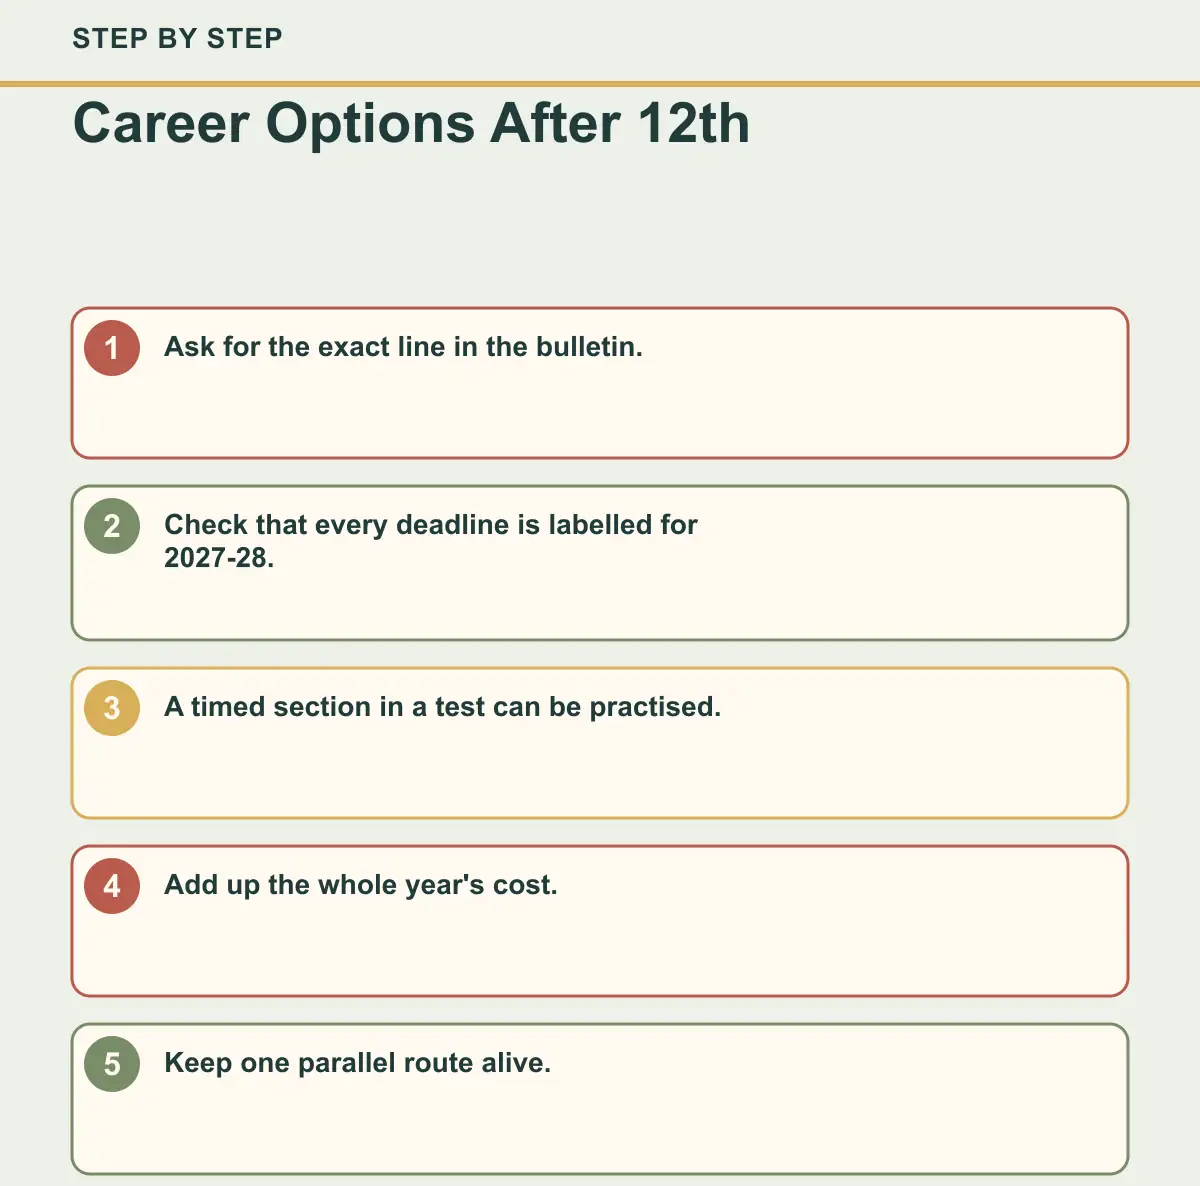 STEP BY STEP
Career Options After 12th
1
Ask for the exact line in the bulletin.
2
Check that every deadline is labelled for
2027-28.
3
A timed section in a test can be practised.
4
Add up the whole year's cost.
5
Keep one parallel route alive.